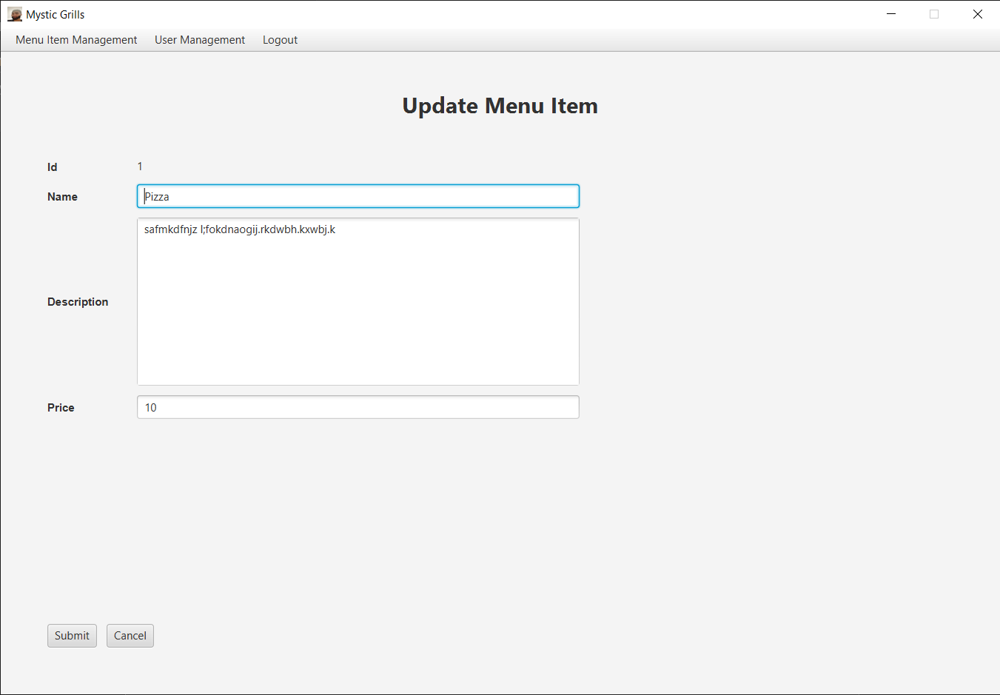 Mystic Grills
Menu Item Management User Management Logout
Update Menu Item
Id 1
Name Pizza
safmkdfnjz l;fokdnaogij.rkdwbh.kxwbj.k
Description
Price 10
Submit Cancel